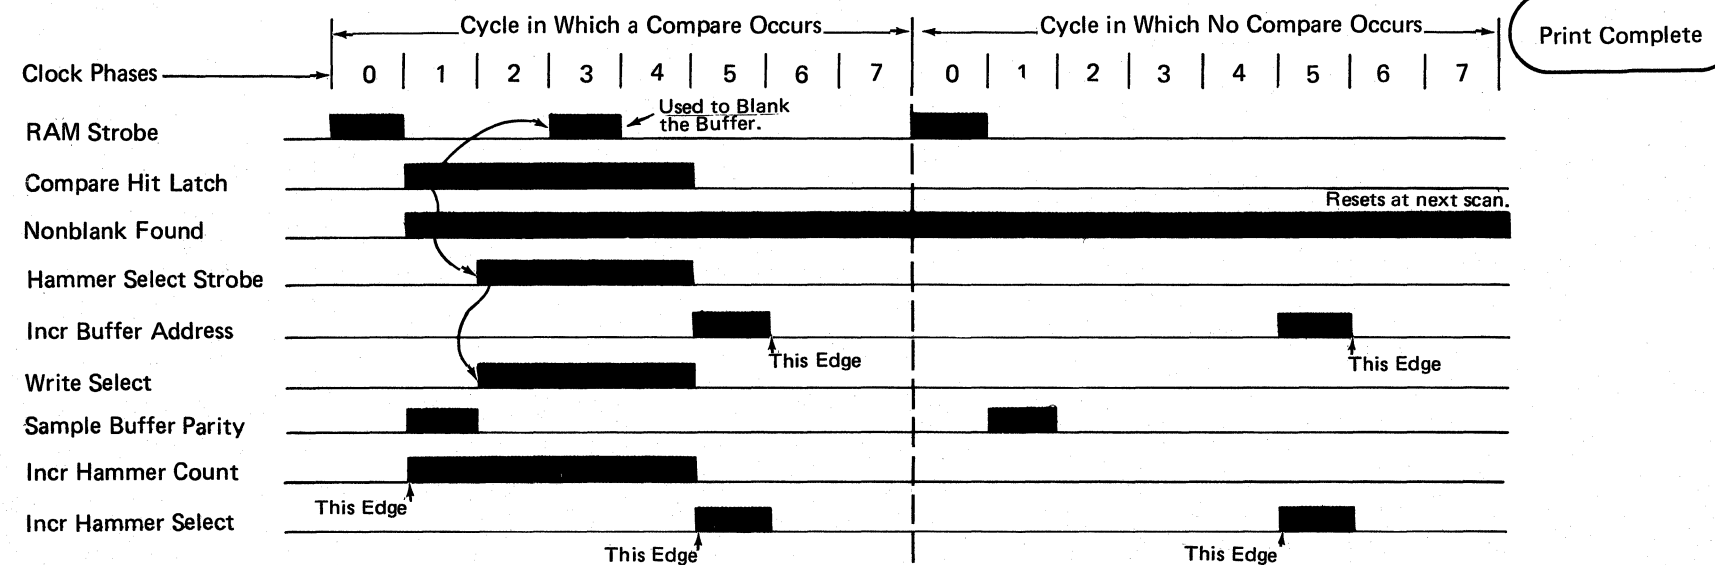 Cycle in Which a Compare Occurs
Cycle in Which No Compare Occurs
Print Complete
Clock Phases 0 1 2 3 4 5 6 7 0 1 2 3 4 5 6 7
Used to Blank
the Buffer.
RAM Strobe
Compare Hit Latch
Resets at next scan.
Nonblank Found
Hammer Select Strobe
Incr Buffer Address
This Edge
This Edge
Write Select
Sample Buffer Parity
Incr Hammer Count
This Edge
Incr Hammer Select
This Edge
This Edge